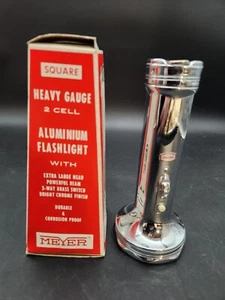 SQUARE
HEAVY GAUGE
2 CELL
ALUMINIUM
FLASHLIGHT
WITH
EXTRA LARGE HEAD
POWERFUL BEAM
3-WAY BRASS SWITCH
BRIGHT CHROME FINISH
DURABLE
&
CORROSION PROOF
MEYER